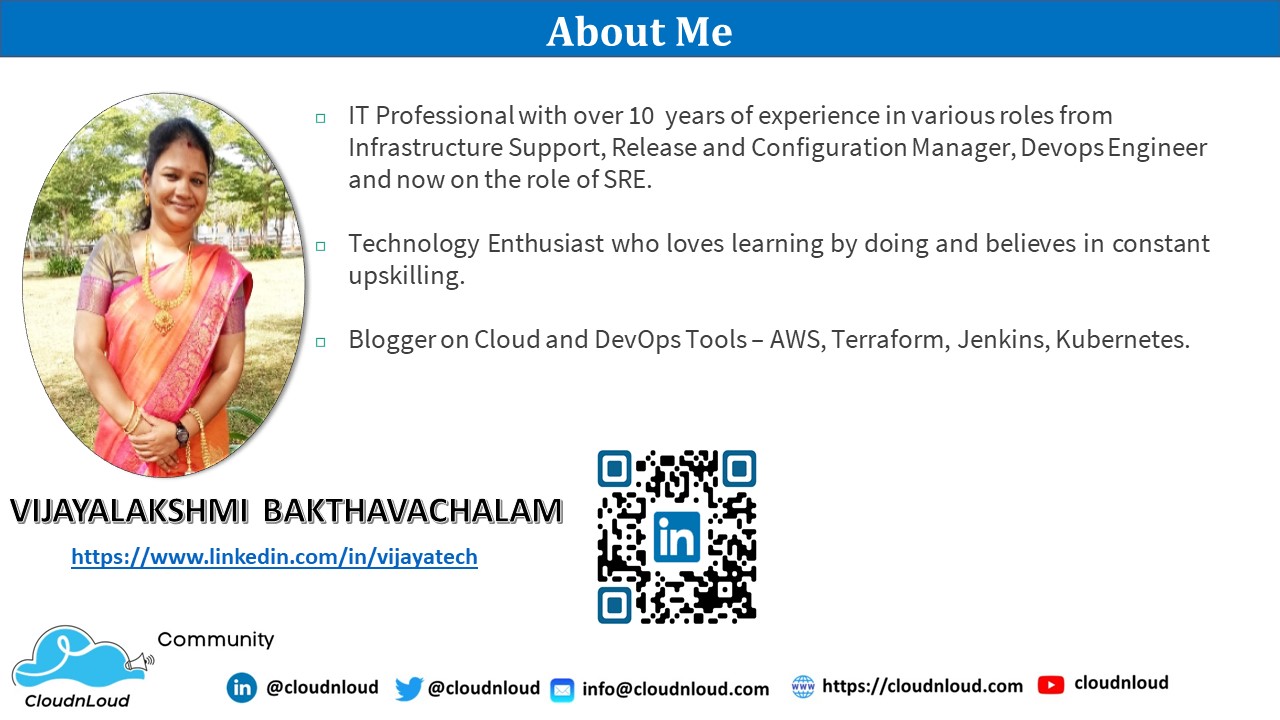 About Me
IT Professional with over 10 years of experience in various roles from
Infrastructure Support, Release and Configuration Manager, Devops Engineer
and now on the role of SRE.
Technology Enthusiast who loves learning by doing and believes in constant
upskilling.
Blogger on Cloud and DevOps Tools – AWS, Terraform, Jenkins, Kubernetes.
in
VIJAYALAKSHMI BAKTHAVACHALAM
https://www.linkedin.com/in/vijayatech
Community
CloudnLoud
in @cloudnloud @cloudnloud info@cloudnloud.com www https://cloudnloud.com cloudnloud